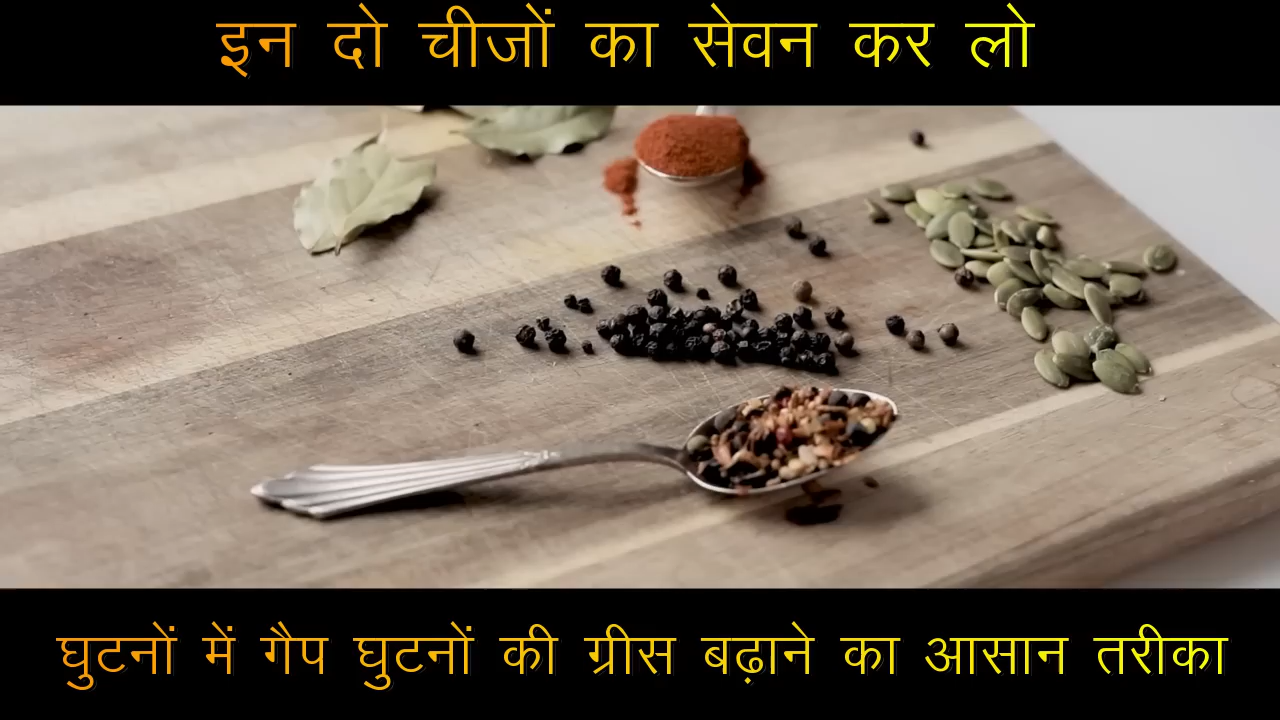 इन दो चीजों का सेवन कर लो
घुटनों में गैप घुटनों की ग्रीस बढ़ाने का आसान तरीका